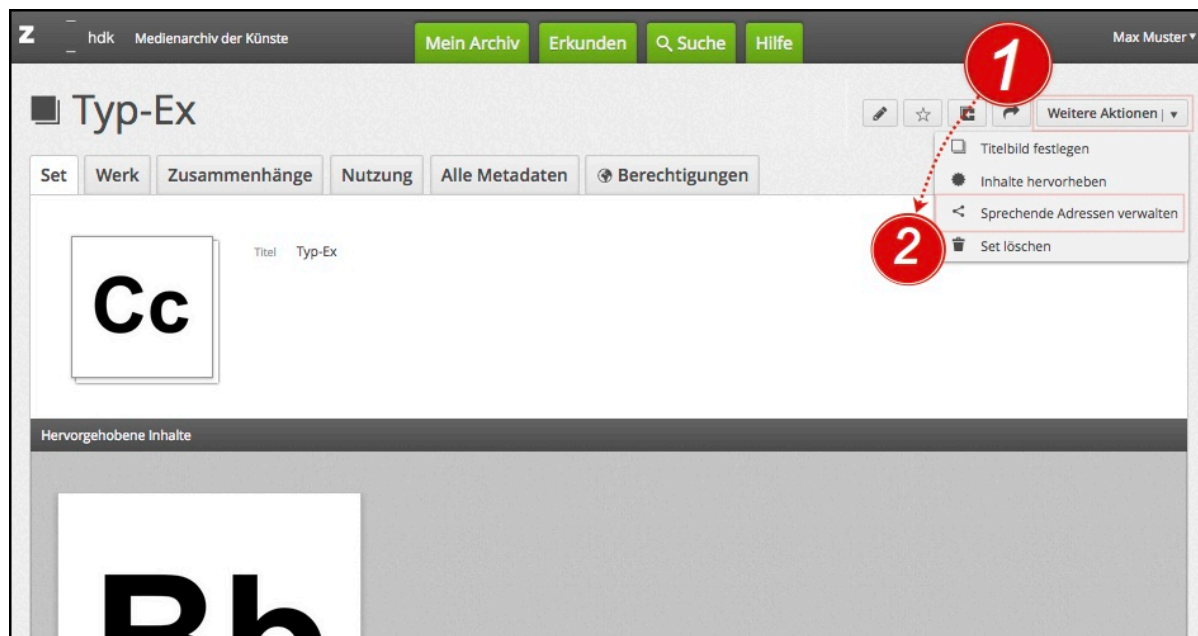 Z
hdk
Medienarchiv der Künste
Mein Archiv
Erkunden
Suche
Hilfe
Max Muster
1
Typ-Ex
Weitere Aktionen
Titelbild festlegen
Inhalte hervorheben
Sprechende Adressen verwalten
Set löschen
2
Set
Werk
Zusammenhänge
Nutzung
Alle Metadaten
Berechtigungen
Titel Typ-Ex
Cc
Hervorgehobene Inhalte
Bb